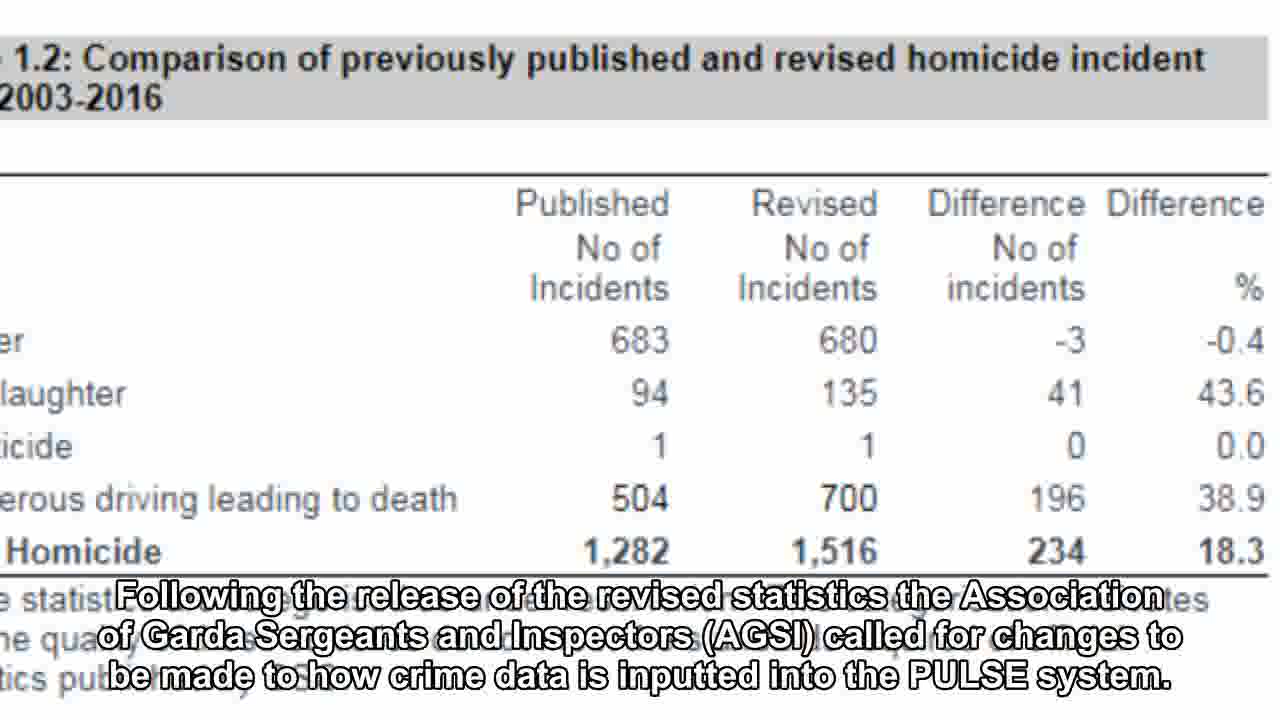 1.2: Comparison of previously published and revised homicide incident
2003-2016
Published Revised Difference Difference
No of No of No of
Incidents Incidents incidents %
er 683 680 -3 -0.4
laughter 94 135 41 43.6
icide 1 1 0 0.0
erous driving leading to death 504 700 196 38.9
Homicide 1,282 1,516 234 18.3
Following the release of the revised statistics the Association
of Garda Sergeants and Inspectors (AGSI) called for changes to
be made to how crime data is inputted into the PULSE system.